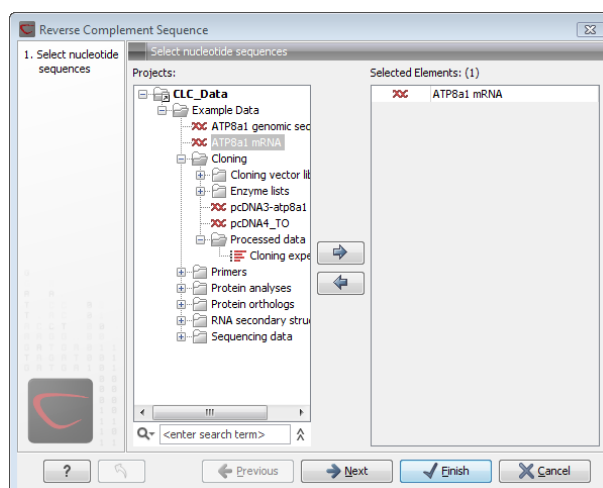 Reverse Complement Sequence
1. Select nucleotide
sequences
Select nucleotide sequences
Projects:
CLC_Data
Example Data
ATP8a1 genomic sec
ATP8a1 mRNA
Cloning
Cloning vector lib
Enzyme lists
pcDNA3-atp8a1
pcDNA4_TO
Processed data
Cloning expe
Primers
Protein analyses
Protein orthologs
RNA secondary stru
Sequencing data
<enter search term>
Selected Elements: (1)
ATP8a1 mRNA
?
Previous
Next
Finish
Cancel